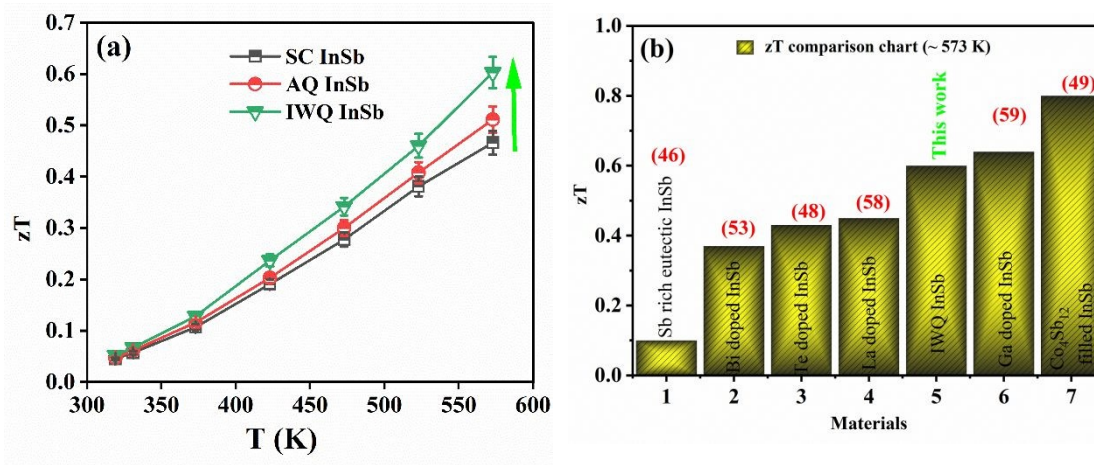 (a)
SC InSb
AQ InSb
IWQ InSb
zT
0.7
0.6
0.5
0.4
0.3
0.2
0.1
0.0
300 350 400 450 500 550 600
T (K)
(b)
zT comparison chart (~ 573 K)
zT
1.0
0.8
0.6
0.4
0.2
0.0
(46)
Sb rich eutectic InSb
(53)
Bi doped InSb
(48)
Te doped InSb
(58)
La doped InSb
This work
IWQ InSb
(59)
Ga doped InSb
(49)
Co4Sb12
filled InSb
1 2 3 4 5 6 7
Materials